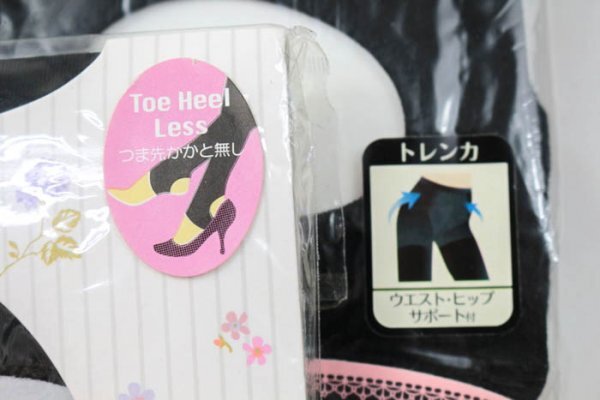 Toe Heel
Less
つま先かかと無し
トレンカ
ウエスト・ヒップ
サポート付